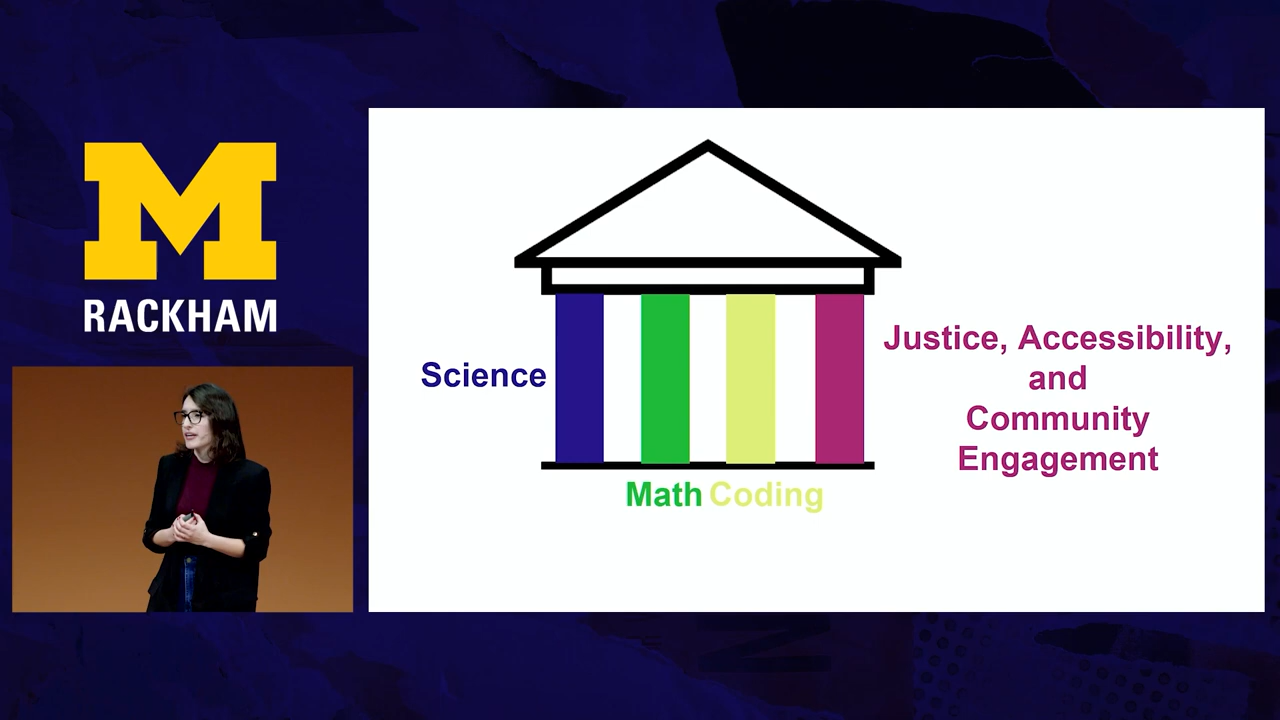 M
RACKHAM
Science
Math Coding
Justice, Accessibility,
and
Community
Engagement